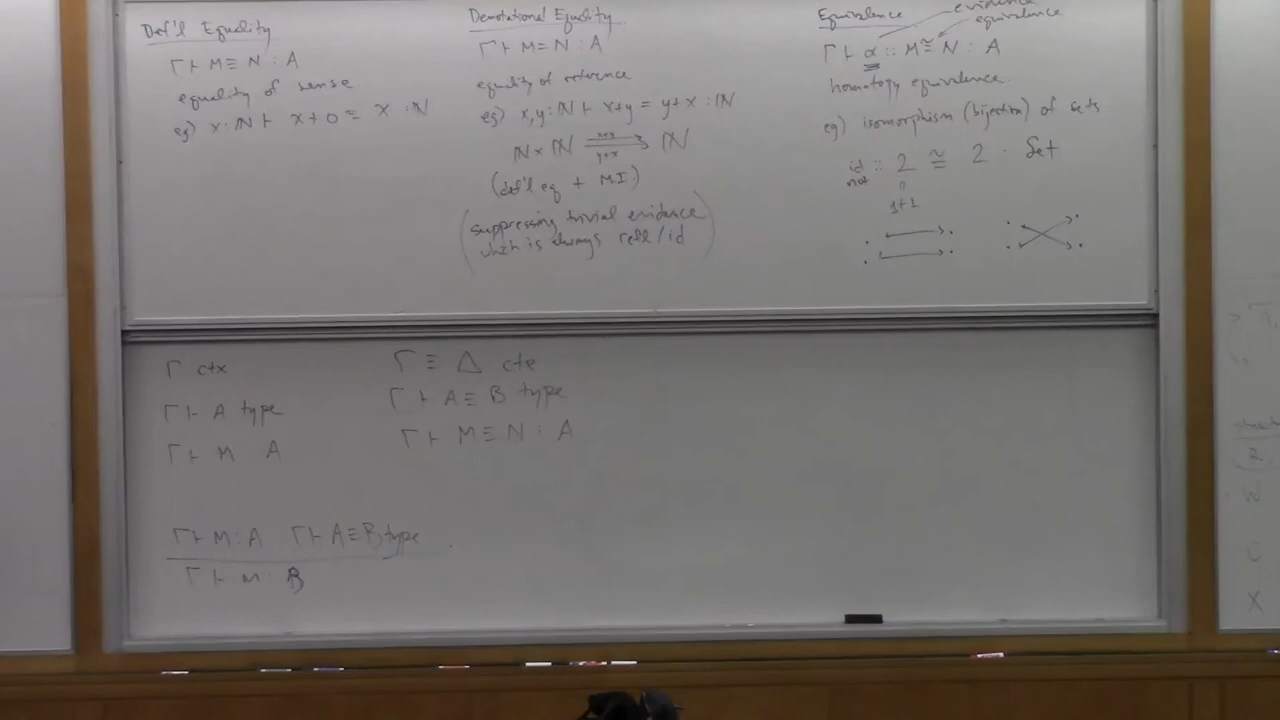 Def'l Equality
Γ ⊢ M ≡ N : A
equality of sense
eg) x:ℕ ⊢ x+0 ≡ x : ℕ
Denotational Equality
Γ ⊢ M = N : A
equality of reference
eg) x,y:ℕ ⊢ x+y = y+x : ℕ
x+y
ℕ × ℕ ⇉ ℕ
y+x
(def'l eq + M.I.)
(suppressing trivial evidence
which is always refl/id)
Equivalence
evidence
equivalence
Γ ⊢ α :: M ≅ N : A
homotopy equivalence
eg) isomorphism (bijection) of sets
id :: 2 ≅ 2 : Set
not
"
1+1
Γ ctx
Γ ⊢ A type
Γ ⊢ M A
Γ ≡ Δ ctx
Γ ⊢ A ≡ B type
Γ ⊢ M ≡ N : A
Γ ⊢ M : A Γ ⊢ A ≡ B type
Γ ⊢ M : B
2
W
C
X